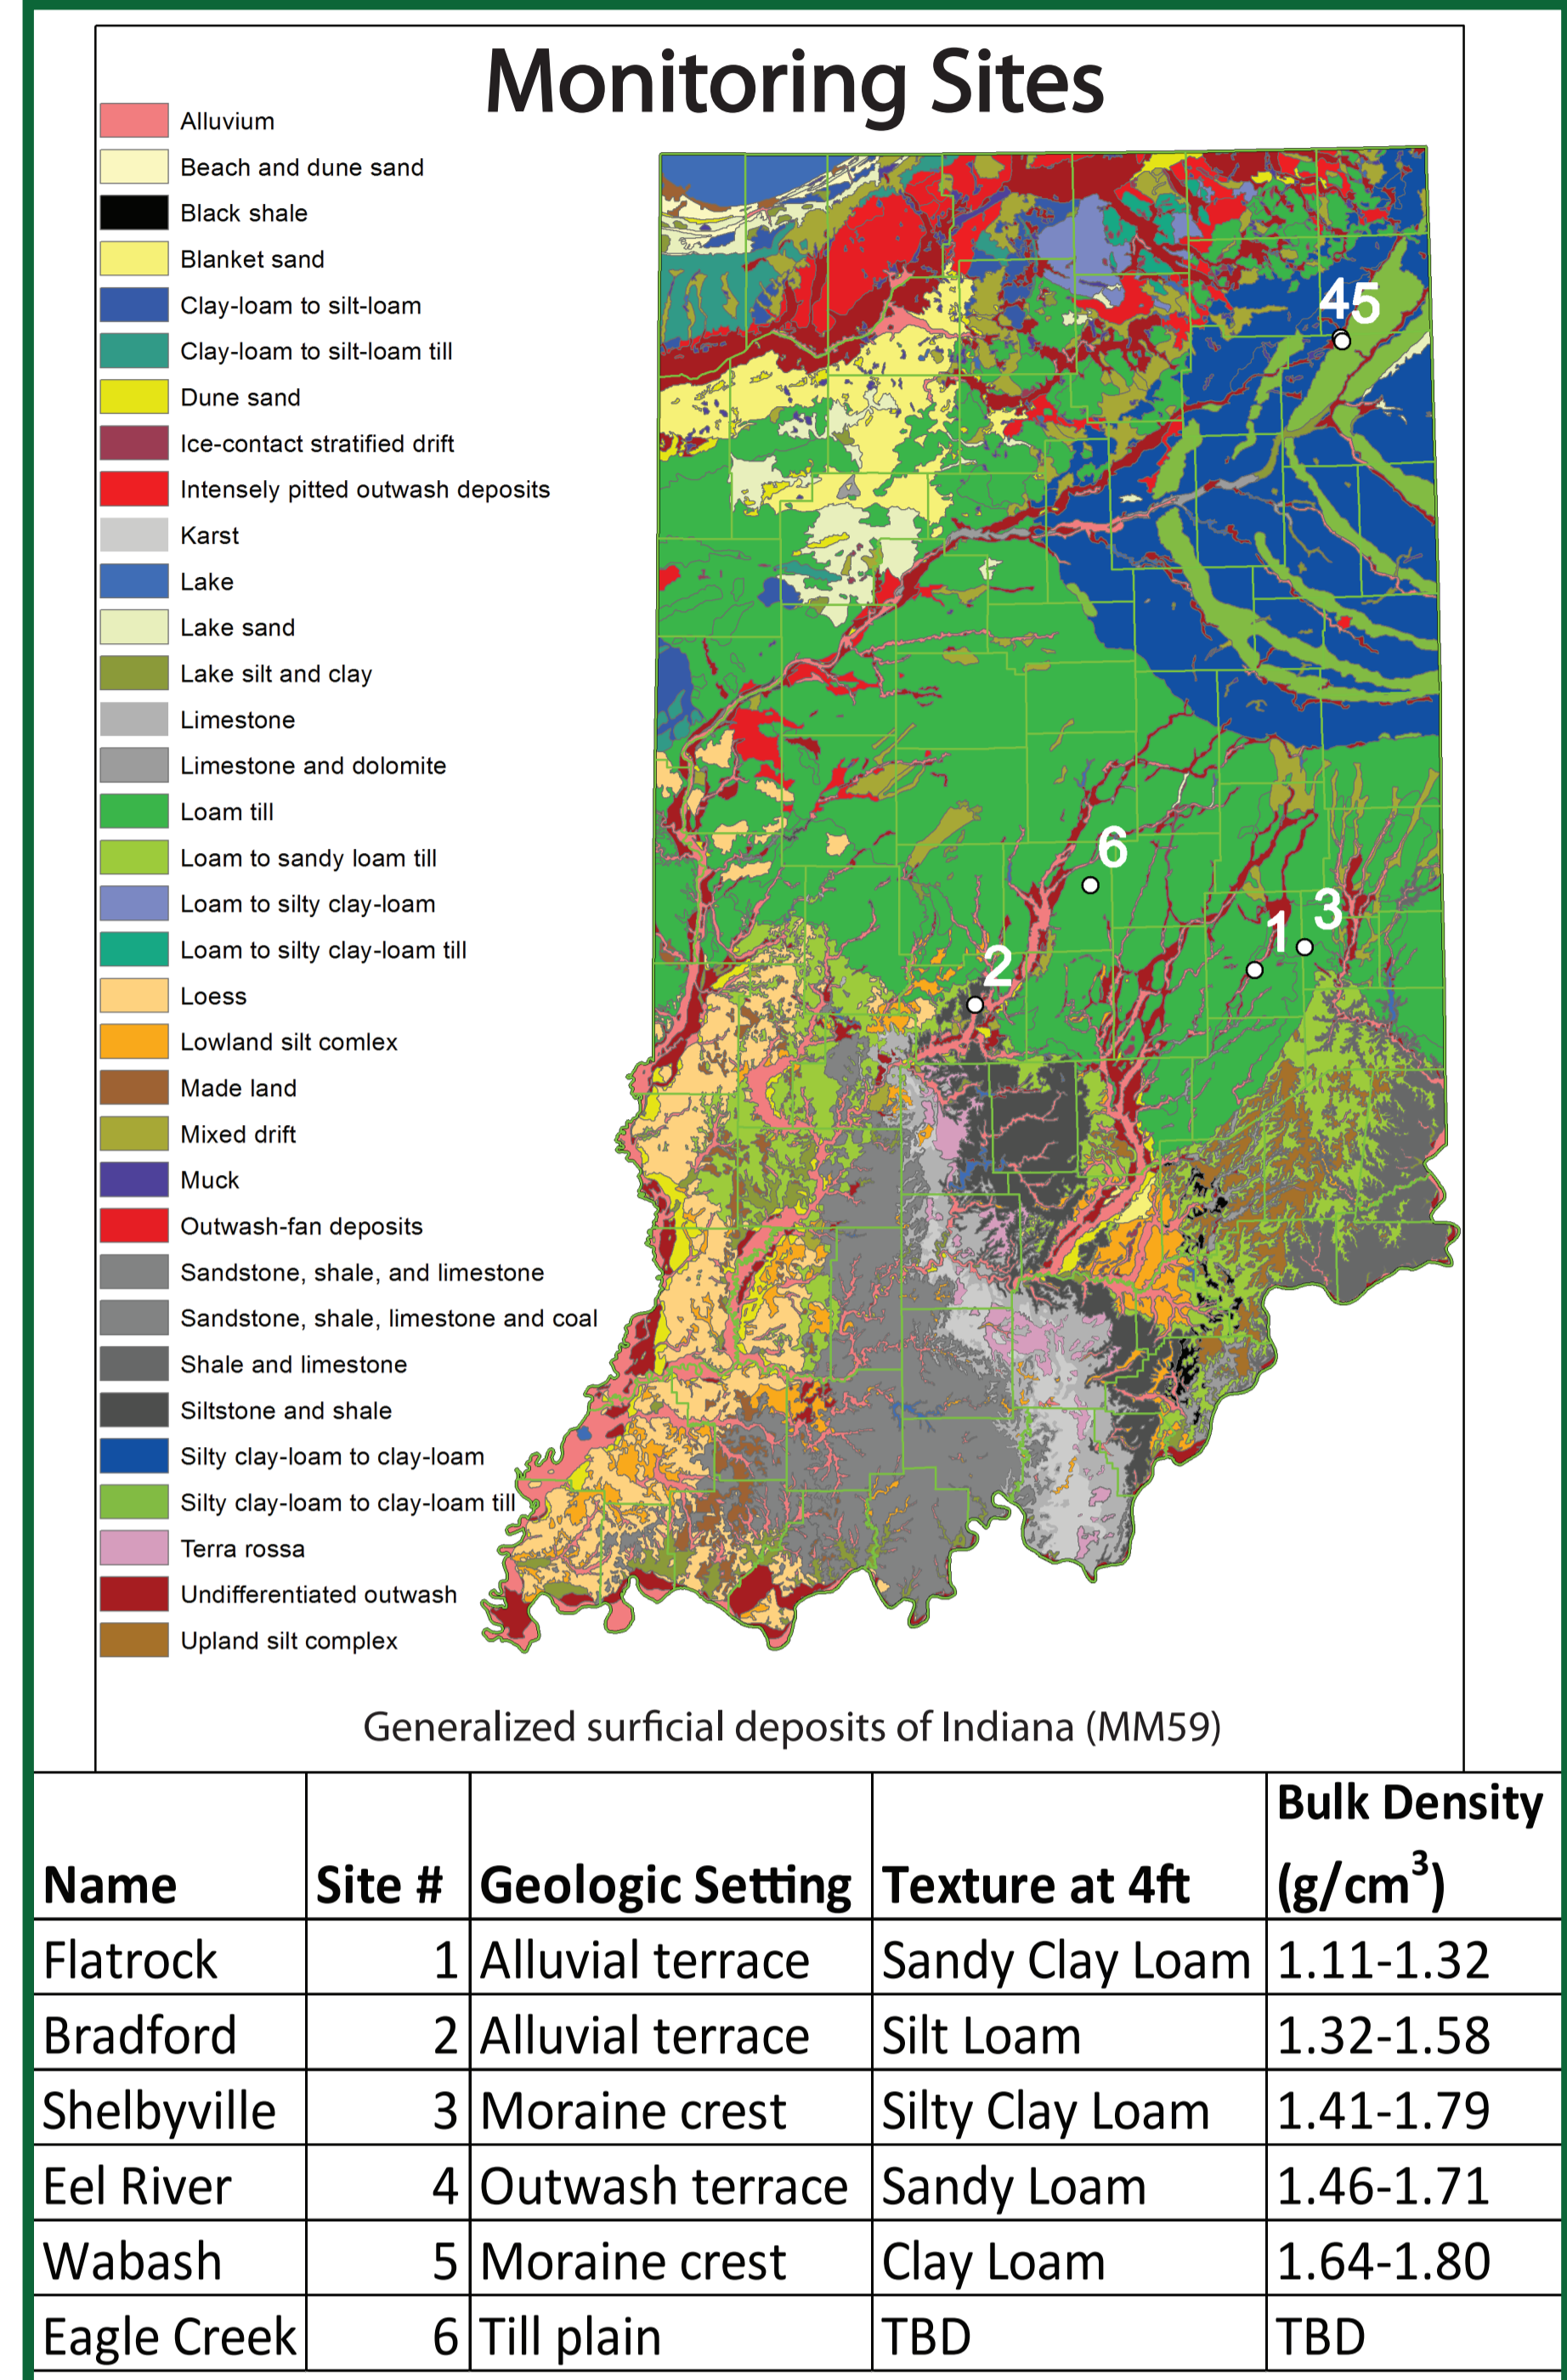 Monitoring Sites
Alluvium
Beach and dune sand
Black shale
Blanket sand
Clay-loam to silt-loam
Clay-loam to silt-loam till
Dune sand
Ice-contact stratified drift
Intensely pitted outwash deposits
Karst
Lake
Lake sand
Lake silt and clay
Limestone
Limestone and dolomite
Loam till
Loam to sandy loam till
Loam to silty clay-loam
Loam to silty clay-loam till
Loess
Lowland silt comlex
Made land
Mixed drift
Muck
Outwash-fan deposits
Sandstone, shale, and limestone
Sandstone, shale, limestone and coal
Shale and limestone
Siltstone and shale
Silty clay-loam to clay-loam
Silty clay-loam to clay-loam till
Terra rossa
Undifferentiated outwash
Upland silt complex
45
6
3
1
2
Generalized surficial deposits of Indiana (MM59)
Name Site # Geologic Setting Texture at 4ft Bulk Density (g/cm³)
Flatrock 1 Alluvial terrace Sandy Clay Loam 1.11-1.32
Bradford 2 Alluvial terrace Silt Loam 1.32-1.58
Shelbyville 3 Moraine crest Silty Clay Loam 1.41-1.79
Eel River 4 Outwash terrace Sandy Loam 1.46-1.71
Wabash 5 Moraine crest Clay Loam 1.64-1.80
Eagle Creek 6 Till plain TBD TBD